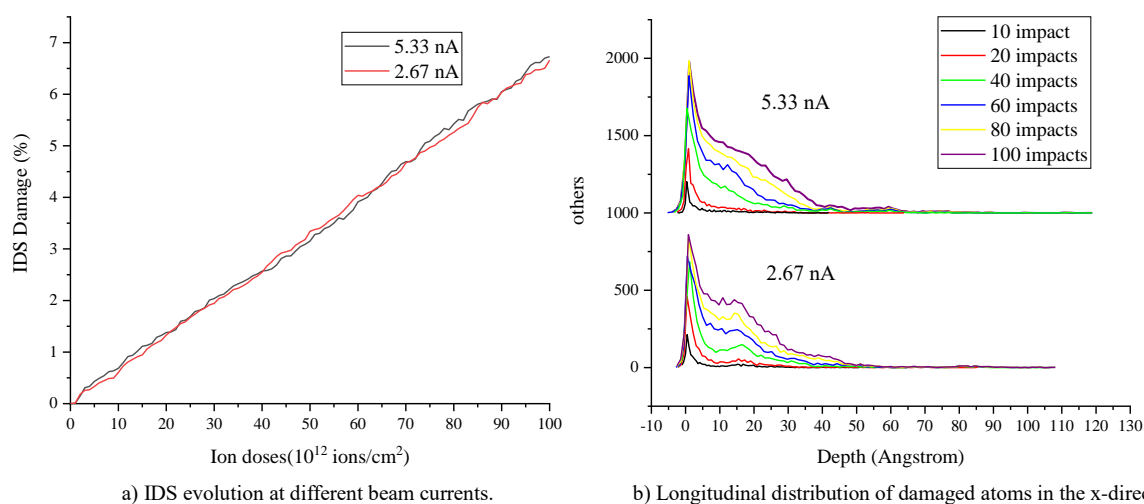 7
6
5
4
3
2
1
0
IDS Damage (%)
5.33 nA
2.67 nA
0 10 20 30 40 50 60 70 80 90 100
Ion doses(10¹² ions/cm²)
a) IDS evolution at different beam currents.
2000
1500
1000
500
0
others
5.33 nA
2.67 nA
10 impact
20 impacts
40 impacts
60 impacts
80 impacts
100 impacts
-10 0 10 20 30 40 50 60 70 80 90 100 110 120 130
Depth (Angstrom)
b) Longitudinal distribution of damaged atoms in the x-direc